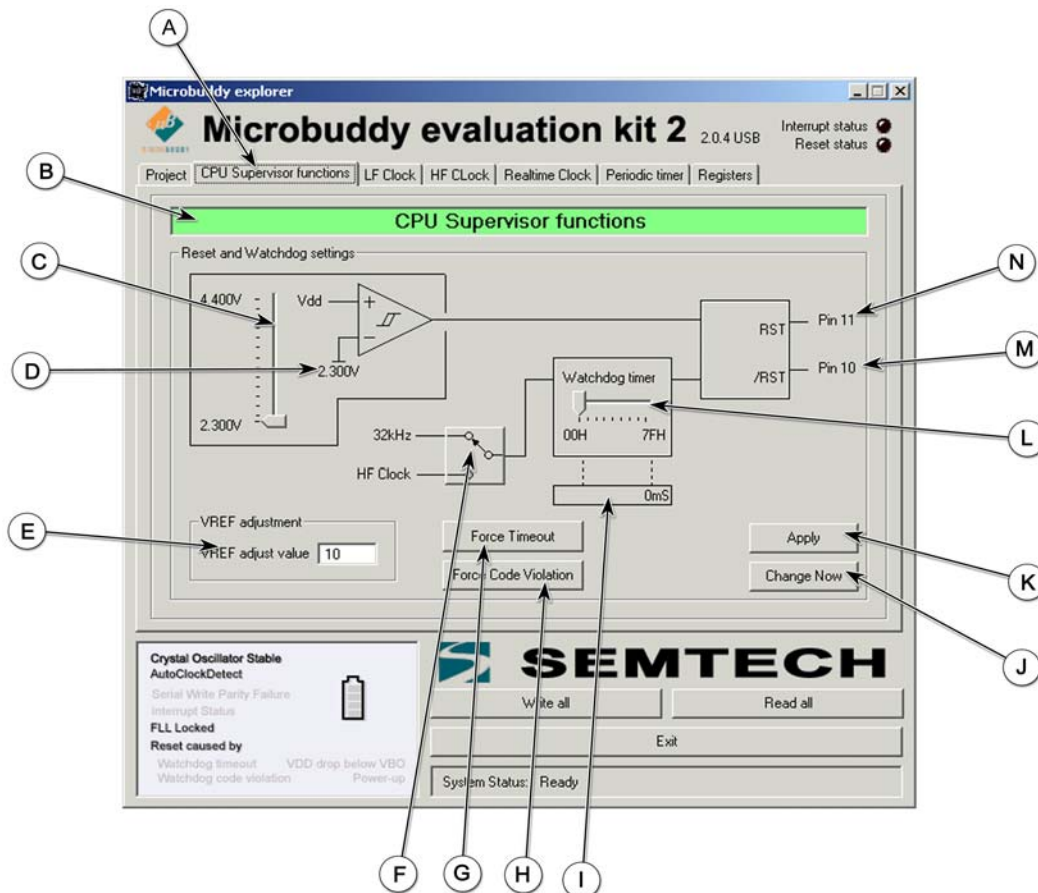 A
Microbuddy explorer
Microbuddy evaluation kit 2 2.0.4 USB
Interrupt status
Reset status
B
Project CPU Supervisor functions LF Clock HF CLock Realtime Clock Periodic timer Registers
CPU Supervisor functions
Reset and Watchdog settings
C
4.400V
Vdd
+
−
D
2.300V
2.300V
RST
Pin 11
N
/RST
Pin 10
M
Watchdog timer
00H 7FH
L
32kHz
HF Clock
0mS
E
VREF adjustment
VREF adjust value 10
Force Timeout
Force Code Violation
Apply
K
Change Now
J
Crystal Oscillator Stable
AutoClockDetect
Serial Write Parity Failure
Interrupt Status
FLL Locked
Reset caused by
Watchdog timeout VDD drop below VBO
Watchdog code violation Power-up
SEMTECH
Write all Read all
Exit
System Status: Ready
F G H I